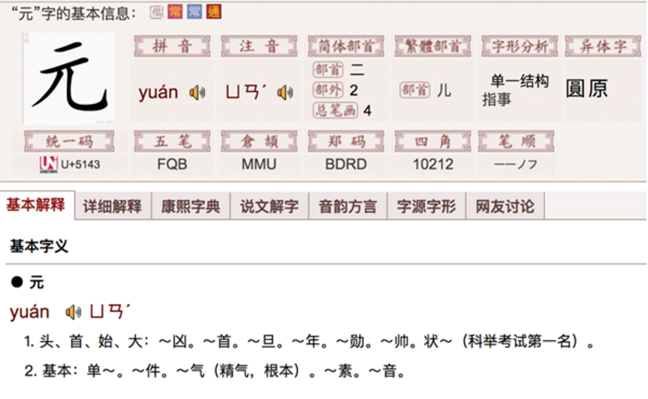 “元”字的基本信息：常 常 通
元
拼音 注音 简体部首 繁體部首 字形分析 异体字
yuán ㄩㄢˊ 部首 二 部外 2 总笔画 4 部首 儿 单一结构 指事 圓原
统一码 五笔 倉頡 郑码 四角 笔顺
UN U+5143 FQB MMU BDRD 10212 一一ノフ
基本解释 详细解释 康熙字典 说文解字 音韵方言 字源字形 网友讨论
基本字义
● 元
yuán ㄩㄢˊ
1. 头、首、始、大：～凶。～首。～旦。～年。～勋。～帅。状～（科举考试第一名）。
2. 基本：单～。～件。～气（精气，根本）。～素。～音。